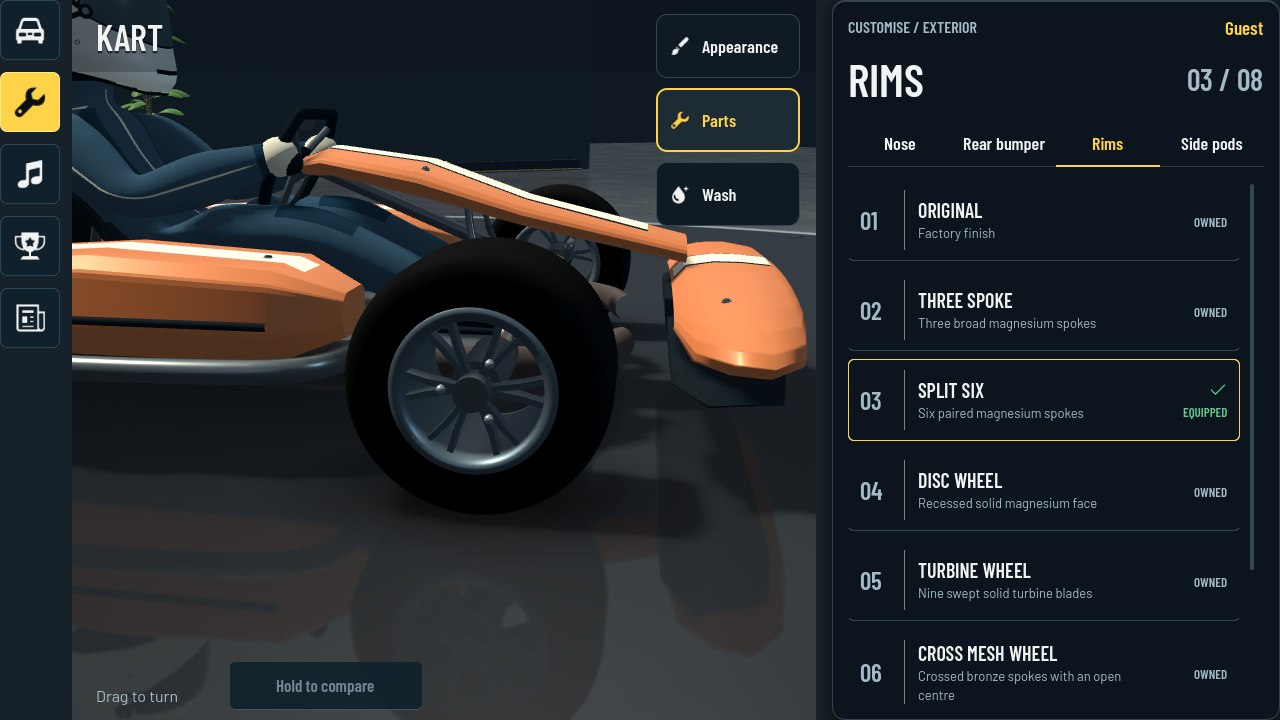 KART
Appearance
Parts
Wash
Drag to turn
Hold to compare
CUSTOMISE / EXTERIOR
Guest
RIMS
03 / 08
Nose
Rear bumper
Rims
Side pods
01
ORIGINAL
Factory finish
OWNED
02
THREE SPOKE
Three broad magnesium spokes
OWNED
03
SPLIT SIX
Six paired magnesium spokes
EQUIPPED
04
DISC WHEEL
Recessed solid magnesium face
OWNED
05
TURBINE WHEEL
Nine swept solid turbine blades
OWNED
06
CROSS MESH WHEEL
Crossed bronze spokes with an open
centre
OWNED